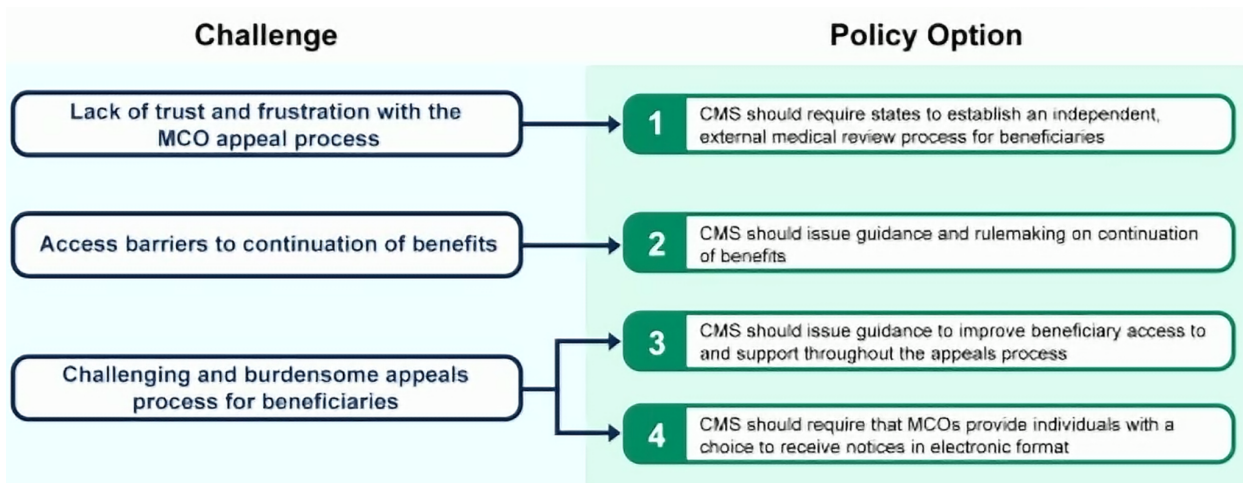 Challenge
Policy Option
Lack of trust and frustration with the
MCO appeal process
1
CMS should require states to establish an independent,
external medical review process for beneficiaries
Access barriers to continuation of benefits
2
CMS should issue guidance and rulemaking on continuation
of benefits
Challenging and burdensome appeals
process for beneficiaries
3
CMS should issue guidance to improve beneficiary access to
and support throughout the appeals process
4
CMS should require that MCOs provide individuals with a
choice to receive notices in electronic format